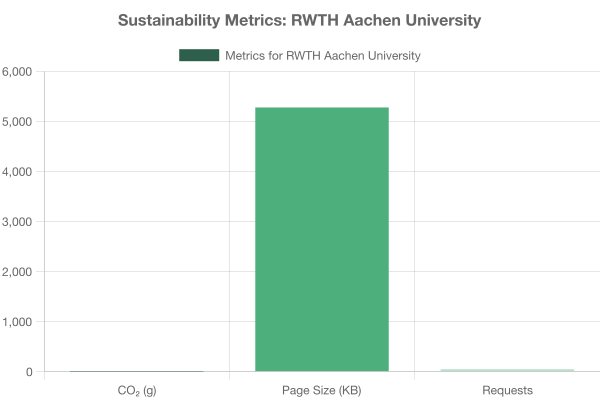 Sustainability Metrics: RWTH Aachen University
Metrics for RWTH Aachen University
6,000
5,000
4,000
3,000
2,000
1,000
0
CO₂ (g) Page Size (KB) Requests